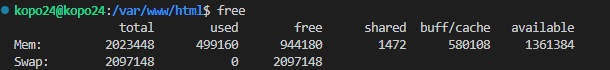 kopo24@kopo24:/var/www/html$ free
               total        used        free      shared  buff/cache   available
Mem:         2023448      499160      944180        1472      580108     1361384
Swap:        2097148           0     2097148